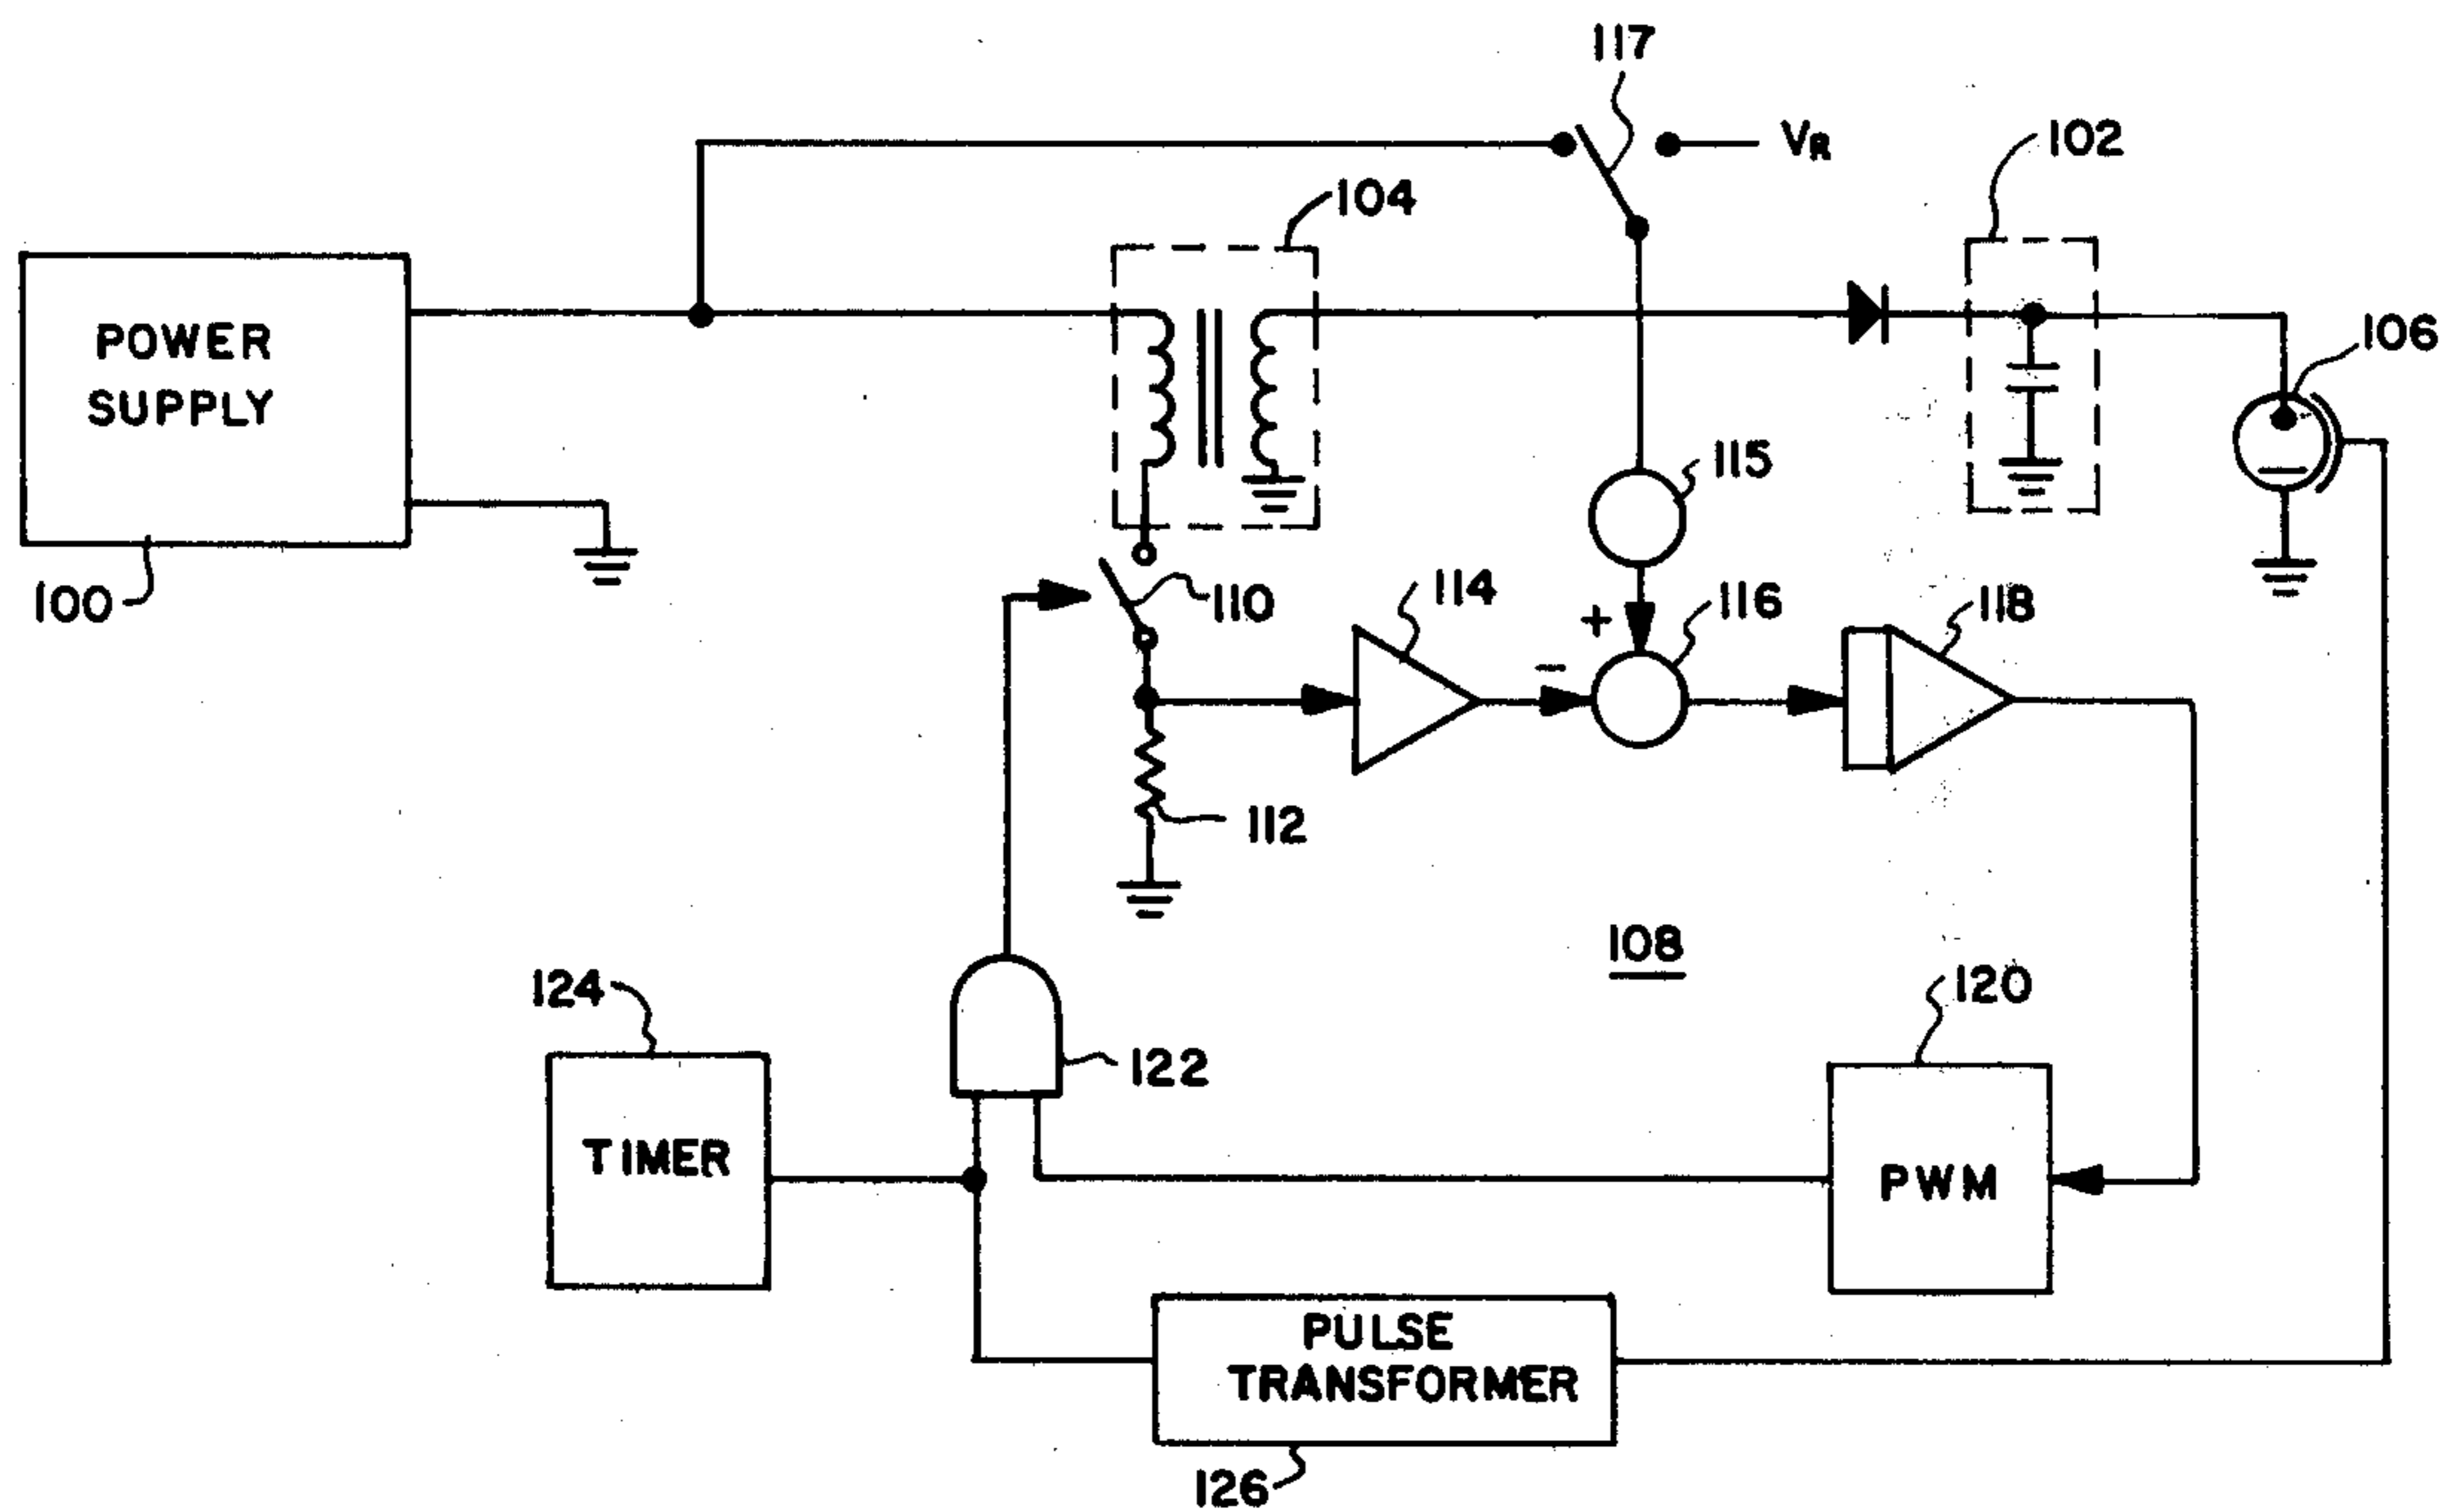 117
VR
102
104
POWER
SUPPLY
106
115
100
110
114
116
118
112
108
124
120
122
TIMER
PWM
PULSE
TRANSFORMER
126